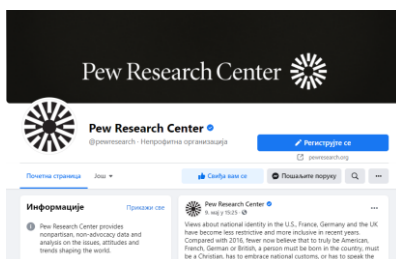 Pew Research Center
Pew Research Center
@pewresearch · Непрофитна организација
Региструјте се
pewresearch.org
Почетна страница
Још
Свиђа вам се
Пошаљите поруку
Информације
Прикажи све
Pew Research Center provides
nonpartisan, non-advocacy data and
analysis on the issues, attitudes and
trends shaping the world.
Pew Research Center
9. мај у 15:25 ·
Views about national identity in the U.S., France, Germany and the UK
have become less restrictive and more inclusive in recent years.
Compared with 2016, fewer now believe that to truly be American,
French, German or British, a person must be born in the country, must
be a Christian, has to embrace national customs, or has to speak the